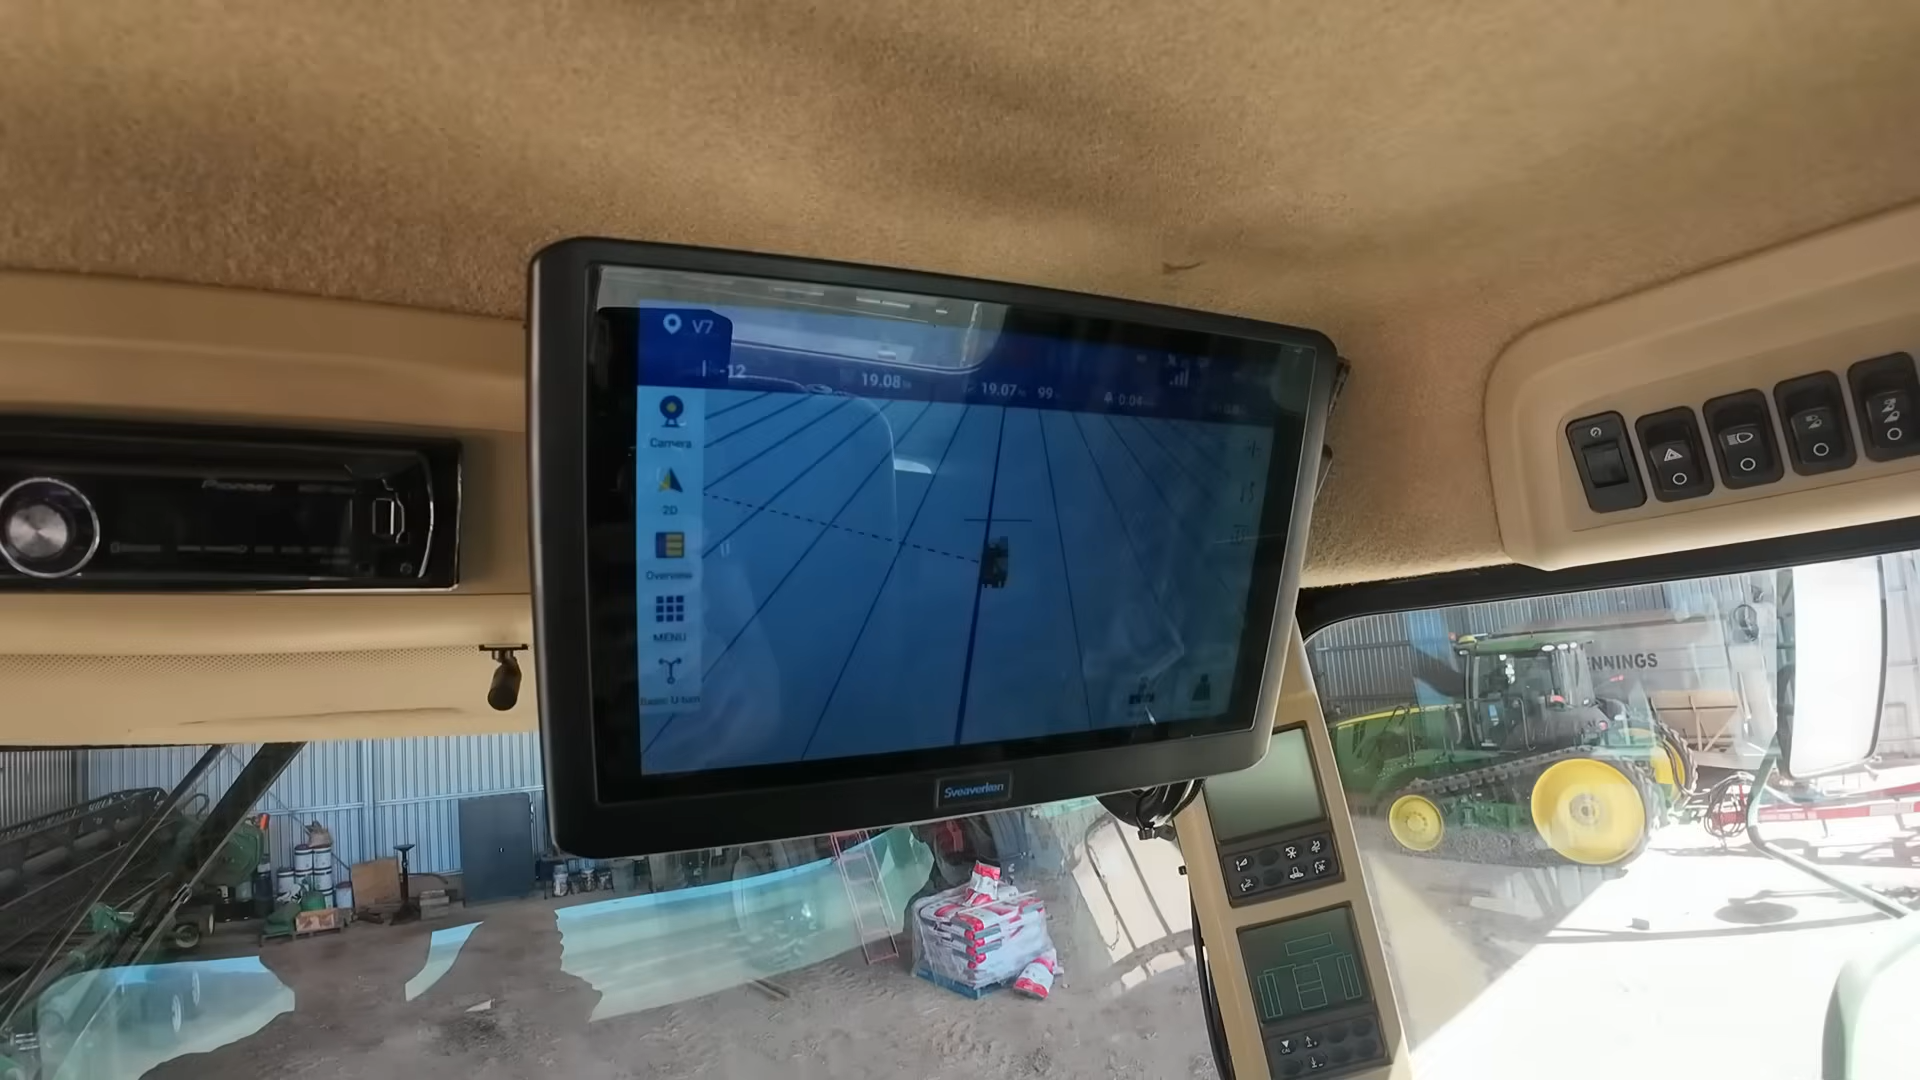 V7
-12
19.08
19.07
99
0.04
Camera
2D
Overview
MENU
Basic U-turn
Sveaverken
Pioneer
ENNINGS